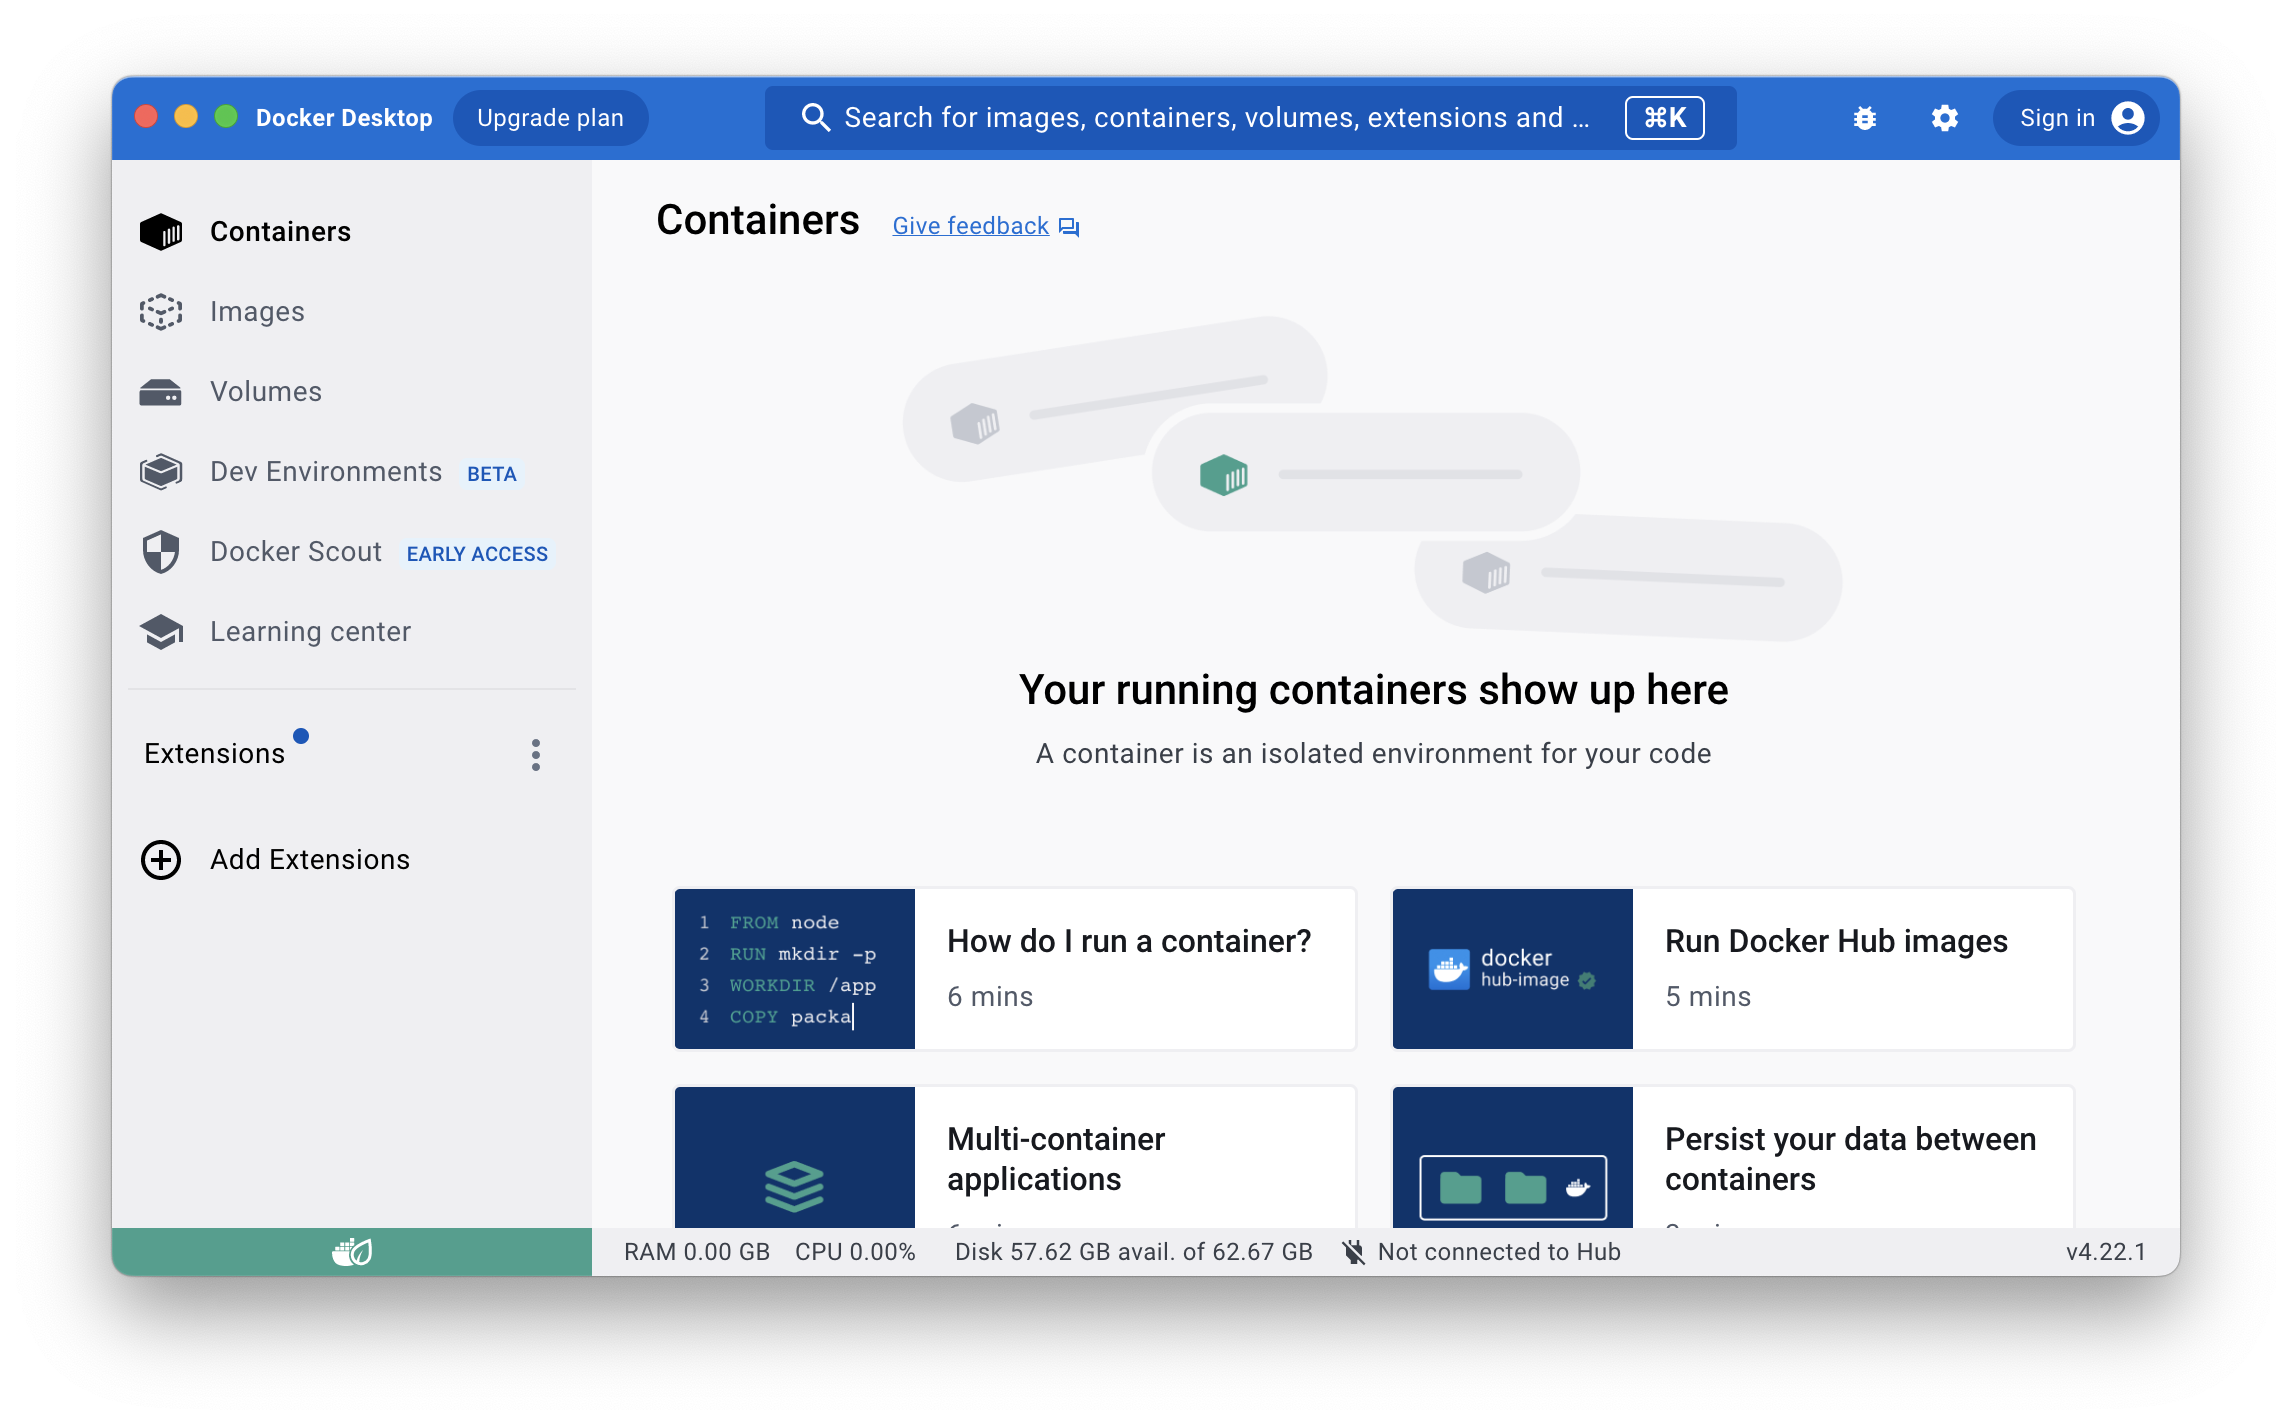 Docker Desktop
Upgrade plan
Search for images, containers, volumes, extensions and ...
⌘K
Sign in
Containers
Images
Volumes
Dev Environments BETA
Docker Scout EARLY ACCESS
Learning center
Extensions
Add Extensions
Containers
Give feedback
Your running containers show up here
A container is an isolated environment for your code
1 FROM node
2 RUN mkdir -p
3 WORKDIR /app
4 COPY packa
How do I run a container?
6 mins
docker
hub-image
Run Docker Hub images
5 mins
Multi-container
applications
Persist your data between
containers
RAM 0.00 GB
CPU 0.00%
Disk 57.62 GB avail. of 62.67 GB
Not connected to Hub
v4.22.1